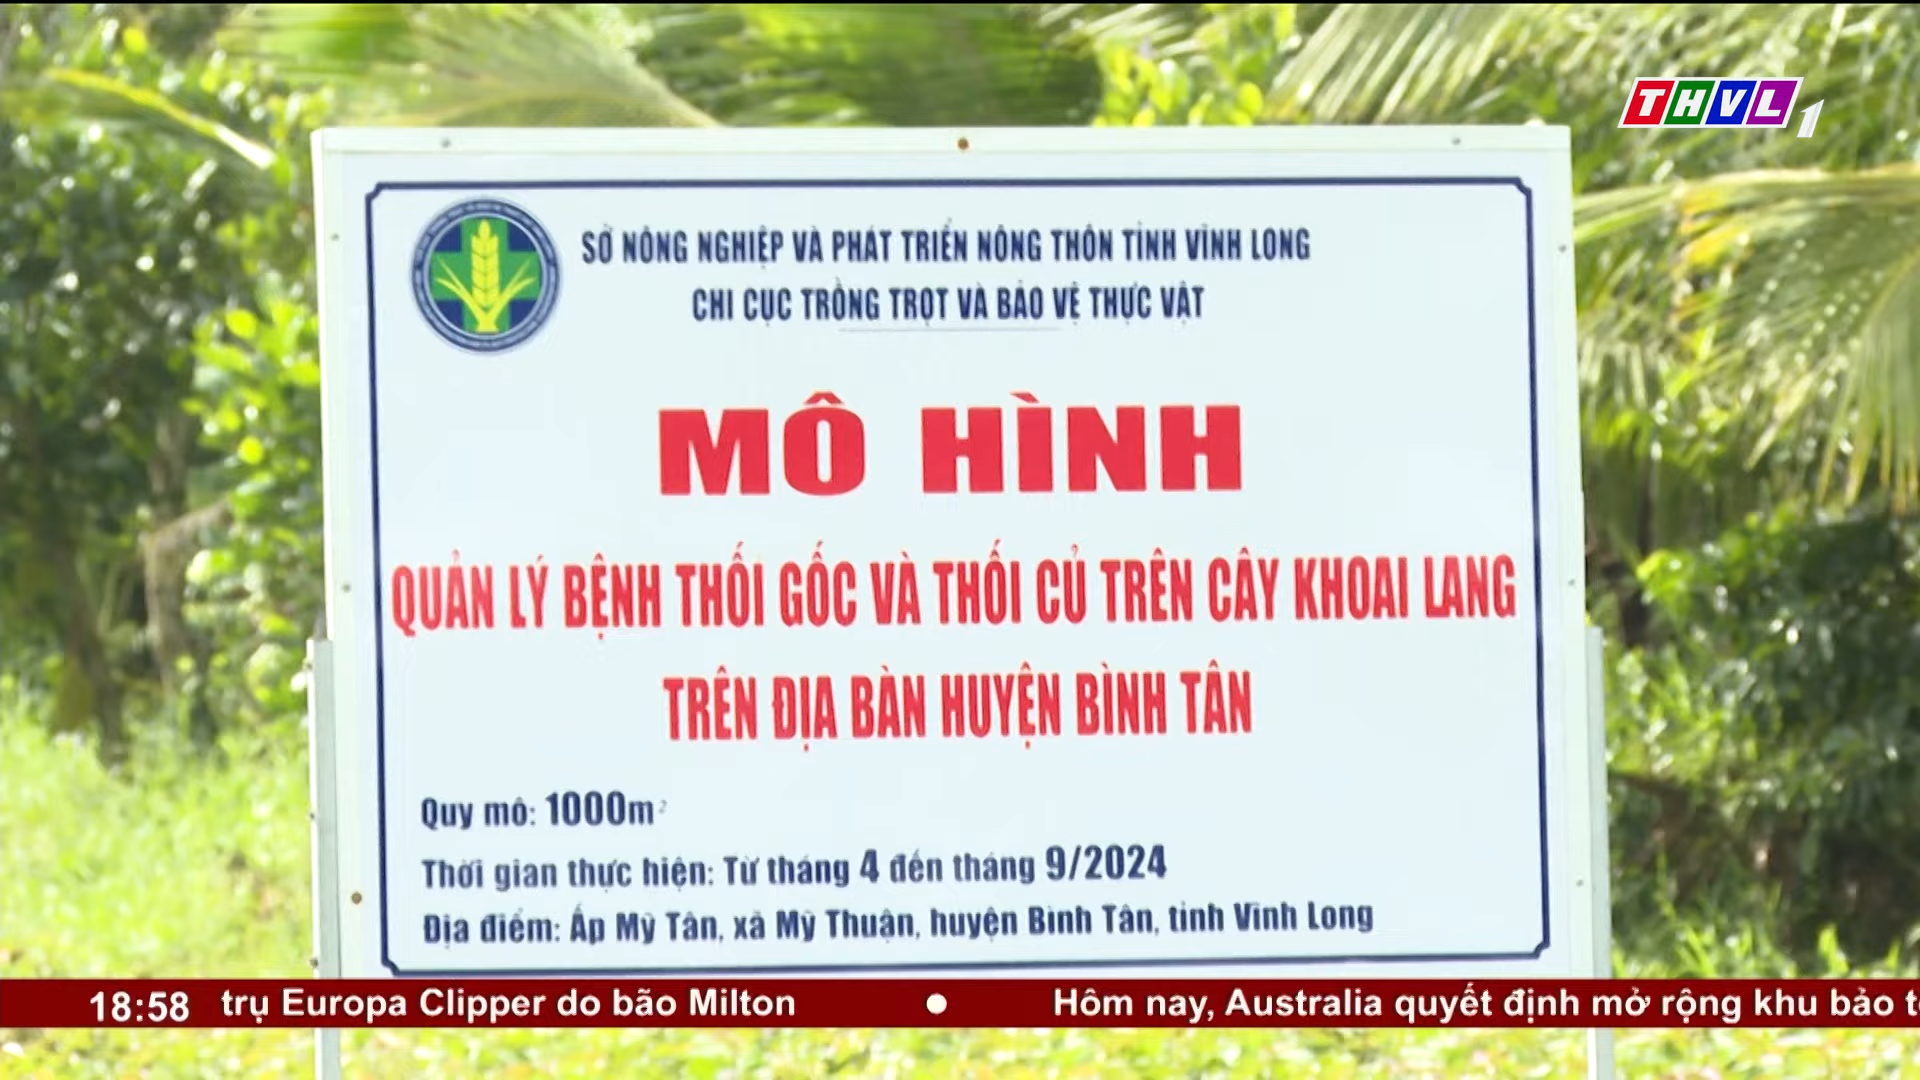 THVL1
SỞ NÔNG NGHIỆP VÀ PHÁT TRIỂN NÔNG THÔN TỈNH VĨNH LONG
CHI CỤC TRỒNG TRỌT VÀ BẢO VỆ THỰC VẬT
MÔ HÌNH
QUẢN LÝ BỆNH THỐI GỐC VÀ THỐI CỦ TRÊN CÂY KHOAI LANG
TRÊN ĐỊA BÀN HUYỆN BÌNH TÂN
Quy mô: 1000m²
Thời gian thực hiện: Từ tháng 4 đến tháng 9/2024
Địa điểm: Ấp Mỹ Tân, xã Mỹ Thuận, huyện Bình Tân, tỉnh Vĩnh Long
18:58 trụ Europa Clipper do bão Milton ● Hôm nay, Australia quyết định mở rộng khu bảo